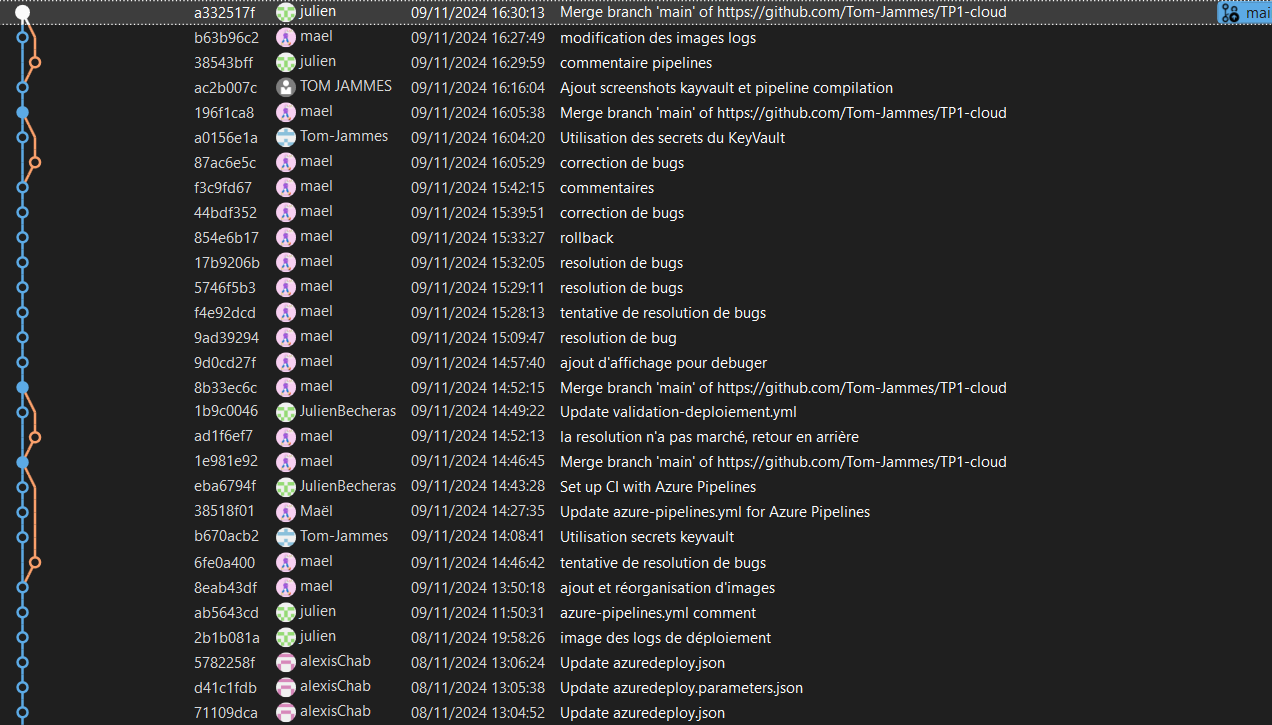 a332517f julien 09/11/2024 16:30:13 Merge branch 'main' of https://github.com/Tom-Jammes/TP1-cloud mai
b63b96c2 mael 09/11/2024 16:27:49 modification des images logs
38543bff julien 09/11/2024 16:29:59 commentaire pipelines
ac2b007c TOM JAMMES 09/11/2024 16:16:04 Ajout screenshots kayvault et pipeline compilation
196f1ca8 mael 09/11/2024 16:05:38 Merge branch 'main' of https://github.com/Tom-Jammes/TP1-cloud
a0156e1a Tom-Jammes 09/11/2024 16:04:20 Utilisation des secrets du KeyVault
87ac6e5c mael 09/11/2024 16:05:29 correction de bugs
f3c9fd67 mael 09/11/2024 15:42:15 commentaires
44bdf352 mael 09/11/2024 15:39:51 correction de bugs
854e6b17 mael 09/11/2024 15:33:27 rollback
17b9206b mael 09/11/2024 15:32:05 resolution de bugs
5746f5b3 mael 09/11/2024 15:29:11 resolution de bugs
f4e92dcd mael 09/11/2024 15:28:13 tentative de resolution de bugs
9ad39294 mael 09/11/2024 15:09:47 resolution de bug
9d0cd27f mael 09/11/2024 14:57:40 ajout d'affichage pour debuger
8b33ec6c mael 09/11/2024 14:52:15 Merge branch 'main' of https://github.com/Tom-Jammes/TP1-cloud
1b9c0046 JulienBecheras 09/11/2024 14:49:22 Update validation-deploiement.yml
ad1f6ef7 mael 09/11/2024 14:52:13 la resolution n'a pas marché, retour en arrière
1e981e92 mael 09/11/2024 14:46:45 Merge branch 'main' of https://github.com/Tom-Jammes/TP1-cloud
eba6794f JulienBecheras 09/11/2024 14:43:28 Set up CI with Azure Pipelines
38518f01 Maël 09/11/2024 14:27:35 Update azure-pipelines.yml for Azure Pipelines
b670acb2 Tom-Jammes 09/11/2024 14:08:41 Utilisation secrets keyvault
6fe0a400 mael 09/11/2024 14:46:42 tentative de resolution de bugs
8eab43df mael 09/11/2024 13:50:18 ajout et réorganisation d'images
ab5643cd julien 09/11/2024 11:50:31 azure-pipelines.yml comment
2b1b081a julien 08/11/2024 19:58:26 image des logs de déploiement
5782258f alexisChab 08/11/2024 13:06:24 Update azuredeploy.json
d41c1fdb alexisChab 08/11/2024 13:05:38 Update azuredeploy.parameters.json
71109dca alexisChab 08/11/2024 13:04:52 Update azuredeploy.json